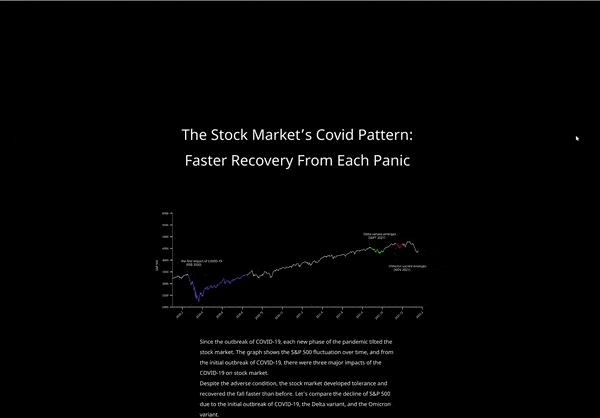 The Stock Market's Covid Pattern:
Faster Recovery From Each Panic
the first impact of COVID-19
(FEB 2020)
Delta variant emerges
(SEPT 2021)
Omicron variant emerges
(NOV 2021)
Since the outbreak of COVID-19, each new phase of the pandemic tilted the
stock market. The graph shows the S&P 500 fluctuation over time, and from
the initial outbreak of COVID-19, there were three major impacts of the
COVID-19 on stock market.
Despite the adverse condition, the stock market developed tolerance and
recovered the fall faster than before. Let's compare the decline of S&P 500
due to the initial outbreak of COVID-19, the Delta variant, and the Omicron
variant.